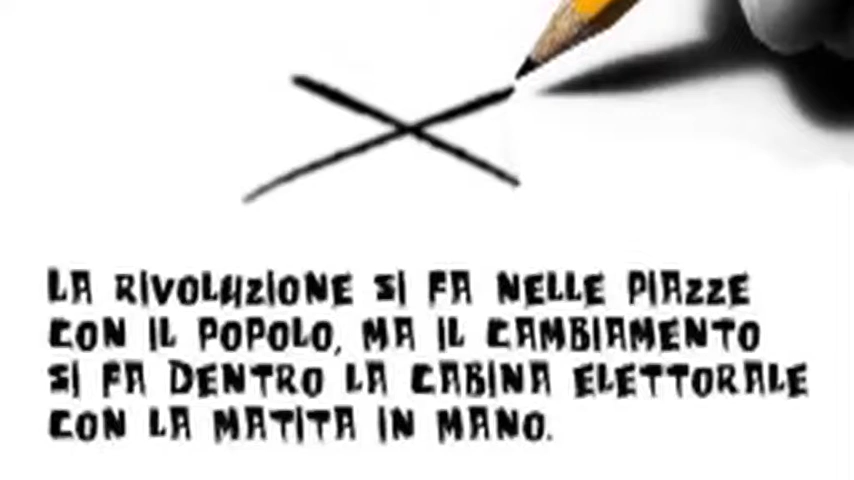 LA RIVOLUZIONE SI FA NELLE PIAZZE
CON IL POPOLO, MA IL CAMBIAMENTO
SI FA DENTRO LA CABINA ELETTORALE
CON LA MATITA IN MANO.